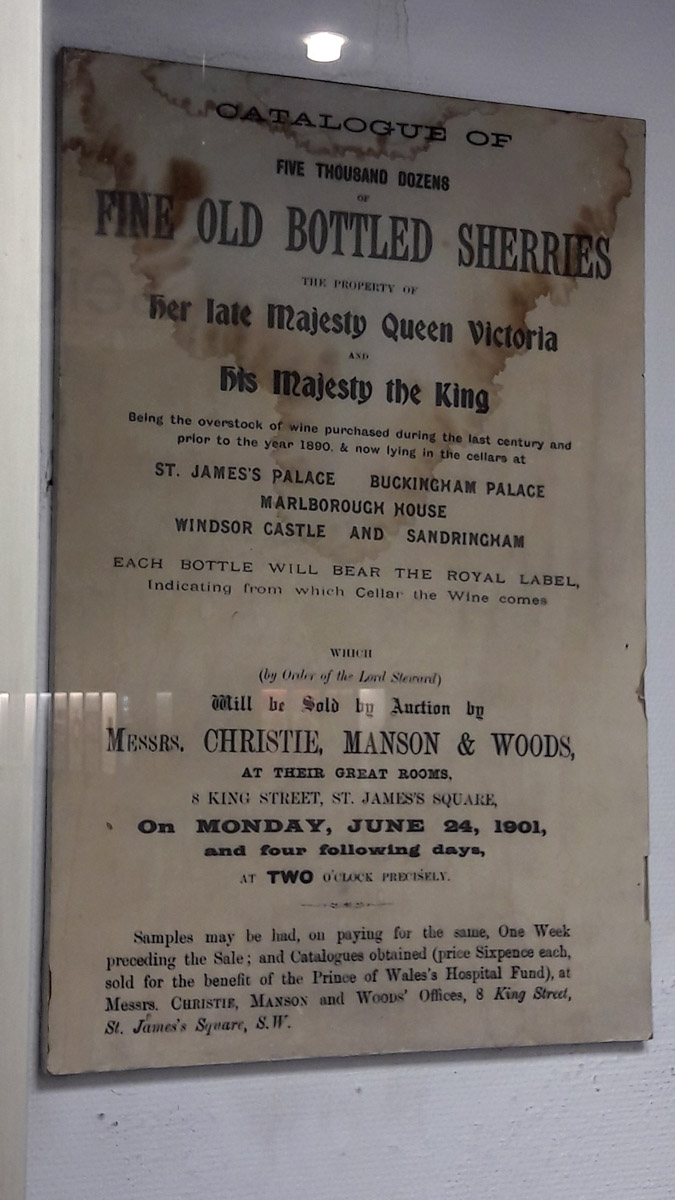 CATALOGUE OF
FIVE THOUSAND DOZENS
OF
FINE OLD BOTTLED SHERRIES
THE PROPERTY OF
Her late Majesty Queen Victoria
AND
His Majesty the King
Being the overstock of wine purchased during the last century and
prior to the year 1890, & now lying in the cellars at
ST. JAMES'S PALACE BUCKINGHAM PALACE
MARLBOROUGH HOUSE
WINDSOR CASTLE AND SANDRINGHAM
EACH BOTTLE WILL BEAR THE ROYAL LABEL,
Indicating from which Cellar the Wine comes
WHICH
(by Order of the Lord Steward)
Will be Sold by Auction by
MESSRS. CHRISTIE, MANSON & WOODS,
AT THEIR GREAT ROOMS,
8 KING STREET, ST. JAMES'S SQUARE,
On MONDAY, JUNE 24, 1901,
and four following days,
AT TWO O'CLOCK PRECISELY.
Samples may be had, on paying for the same, One Week
preceding the Sale; and Catalogues obtained (price Sixpence each,
sold for the benefit of the Prince of Wales's Hospital Fund), at
Messrs. CHRISTIE, MANSON and WOODS' Offices, 8 King Street,
St. James's Square, S.W.